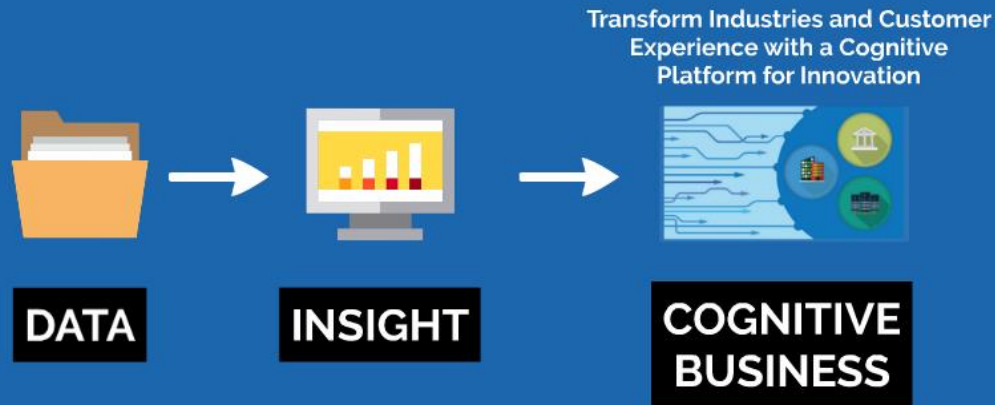 Transform Industries and Customer
Experience with a Cognitive
Platform for Innovation
DATA
INSIGHT
COGNITIVE
BUSINESS